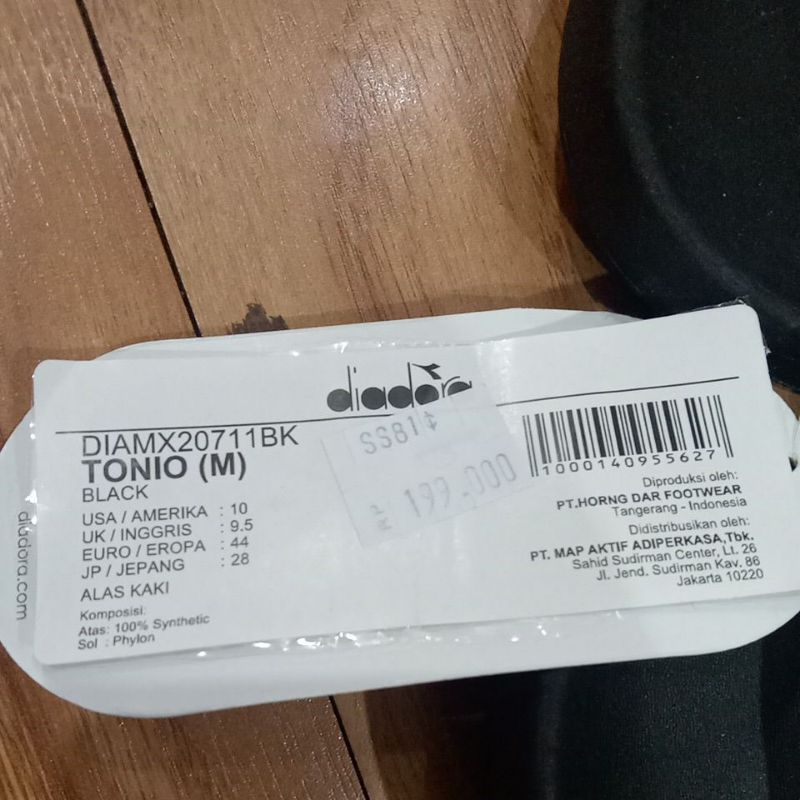 diadora
DIAMX20711BK
TONIO (M)
BLACK
USA / AMERIKA : 10
UK / INGGRIS : 9.5
EURO / EROPA : 44
JP / JEPANG : 28
ALAS KAKI
Komposisi:
Atas: 100% Synthetic
Sol : Phylon
SS81
199,000
1000140955627
Diproduksi oleh:
PT.HORNG DAR FOOTWEAR
Tangerang - Indonesia
Didistribusikan oleh:
PT. MAP AKTIF ADIPERKASA,Tbk.
Sahid Sudirman Center, Lt. 26
Jl. Jend. Sudirman Kav. 86
Jakarta 10220
diadora.com